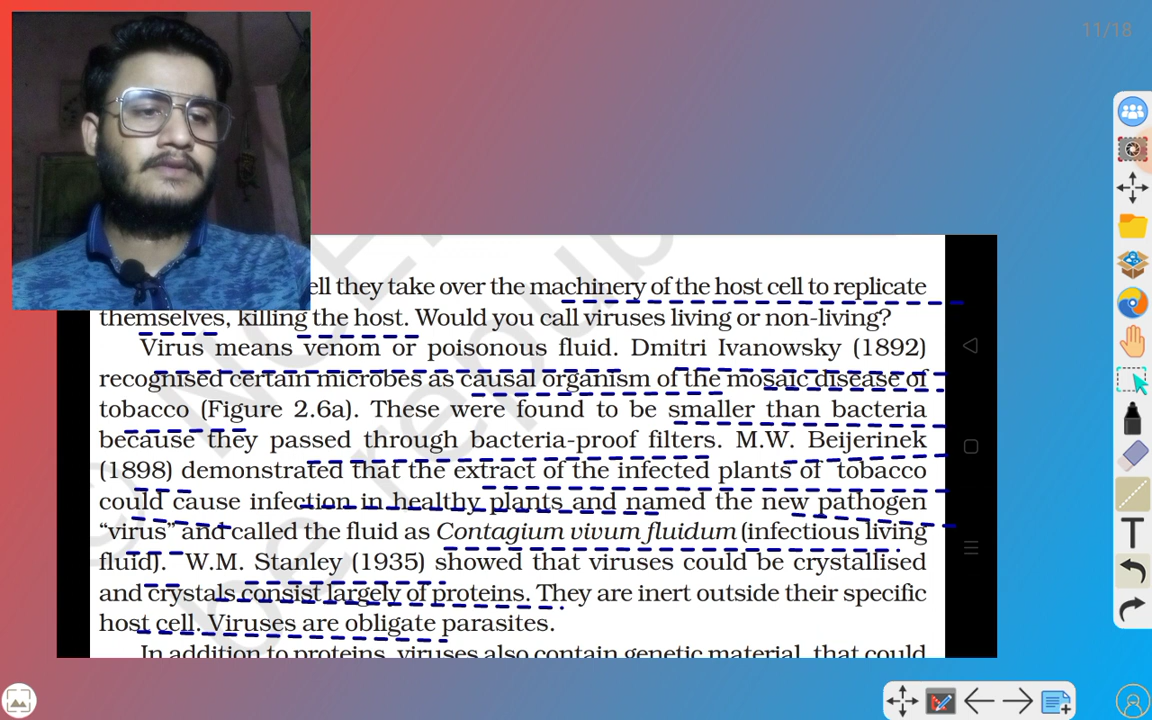 11/18
ell they take over the machinery of the host cell to replicate
themselves, killing the host. Would you call viruses living or non-living?
Virus means venom or poisonous fluid. Dmitri Ivanowsky (1892)
recognised certain microbes as causal organism of the mosaic disease of
tobacco (Figure 2.6a). These were found to be smaller than bacteria
because they passed through bacteria-proof filters. M.W. Beijerinek
(1898) demonstrated that the extract of the infected plants of tobacco
could cause infection in healthy plants and named the new pathogen
“virus” and called the fluid as Contagium vivum fluidum (infectious living
fluid). W.M. Stanley (1935) showed that viruses could be crystallised
and crystals consist largely of proteins. They are inert outside their specific
host cell. Viruses are obligate parasites.
In addition to proteins, viruses also contain genetic material, that could
T